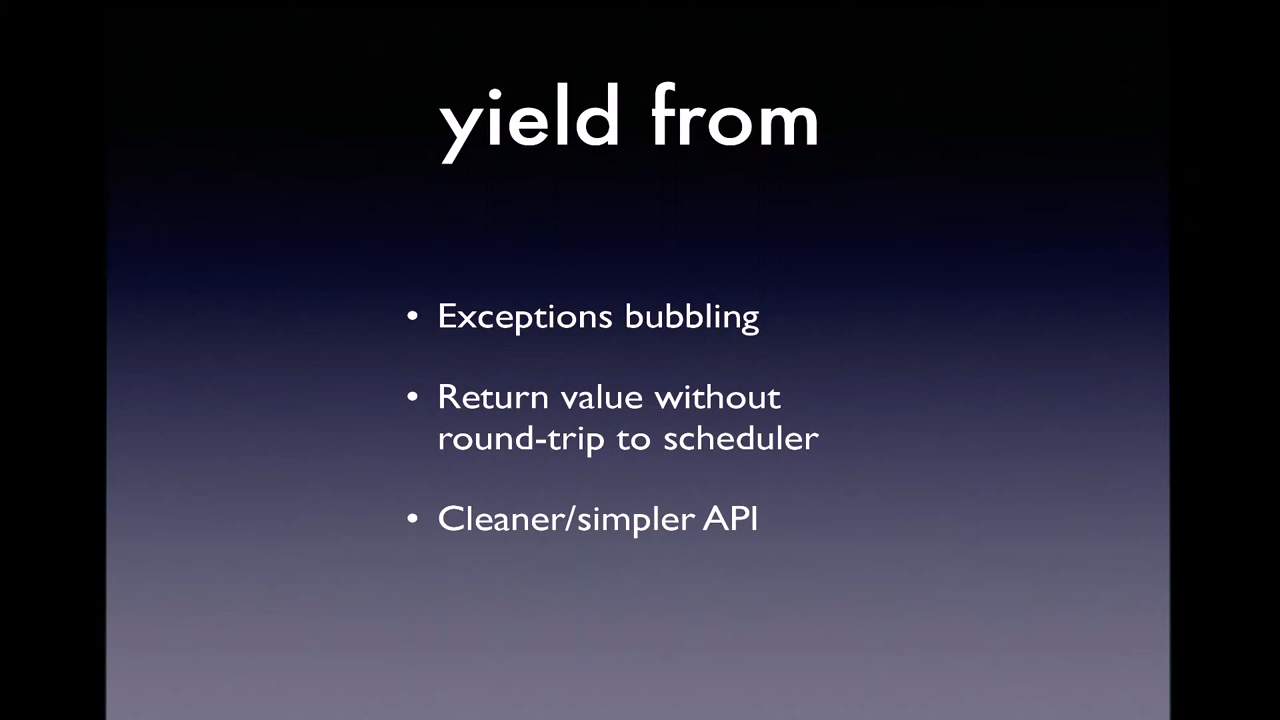 yield from
• Exceptions bubbling
• Return value without
round-trip to scheduler
• Cleaner/simpler API